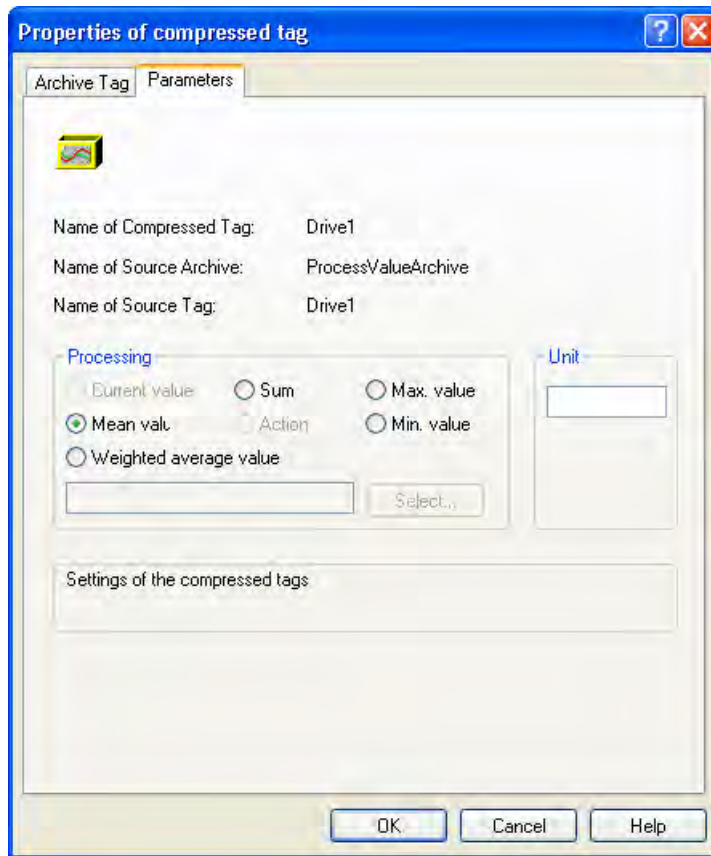 Properties of compressed tag
Archive Tag Parameters
Name of Compressed Tag: Drive1
Name of Source Archive: ProcessValueArchive
Name of Source Tag: Drive1
Processing Unit
Current value Sum Max. value
Mean valu Action Min. value
Weighted average value
Select...
Settings of the compressed tags
OK Cancel Help